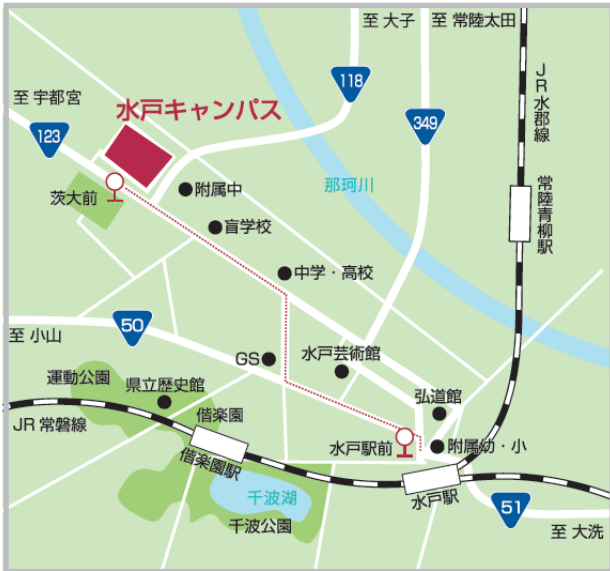 至 大子
至 常陸太田
118
JR水郡線
至 宇都宮
水戸キャンパス
123
349
那珂川
常陸青柳駅
茨大前
附属中
盲学校
中学・高校
50
至 小山
GS
水戸芸術館
運動公園
県立歴史館
弘道館
偕楽園
JR 常磐線
水戸駅前
附属幼・小
偕楽園駅
千波湖
水戸駅
51
千波公園
至 大洗